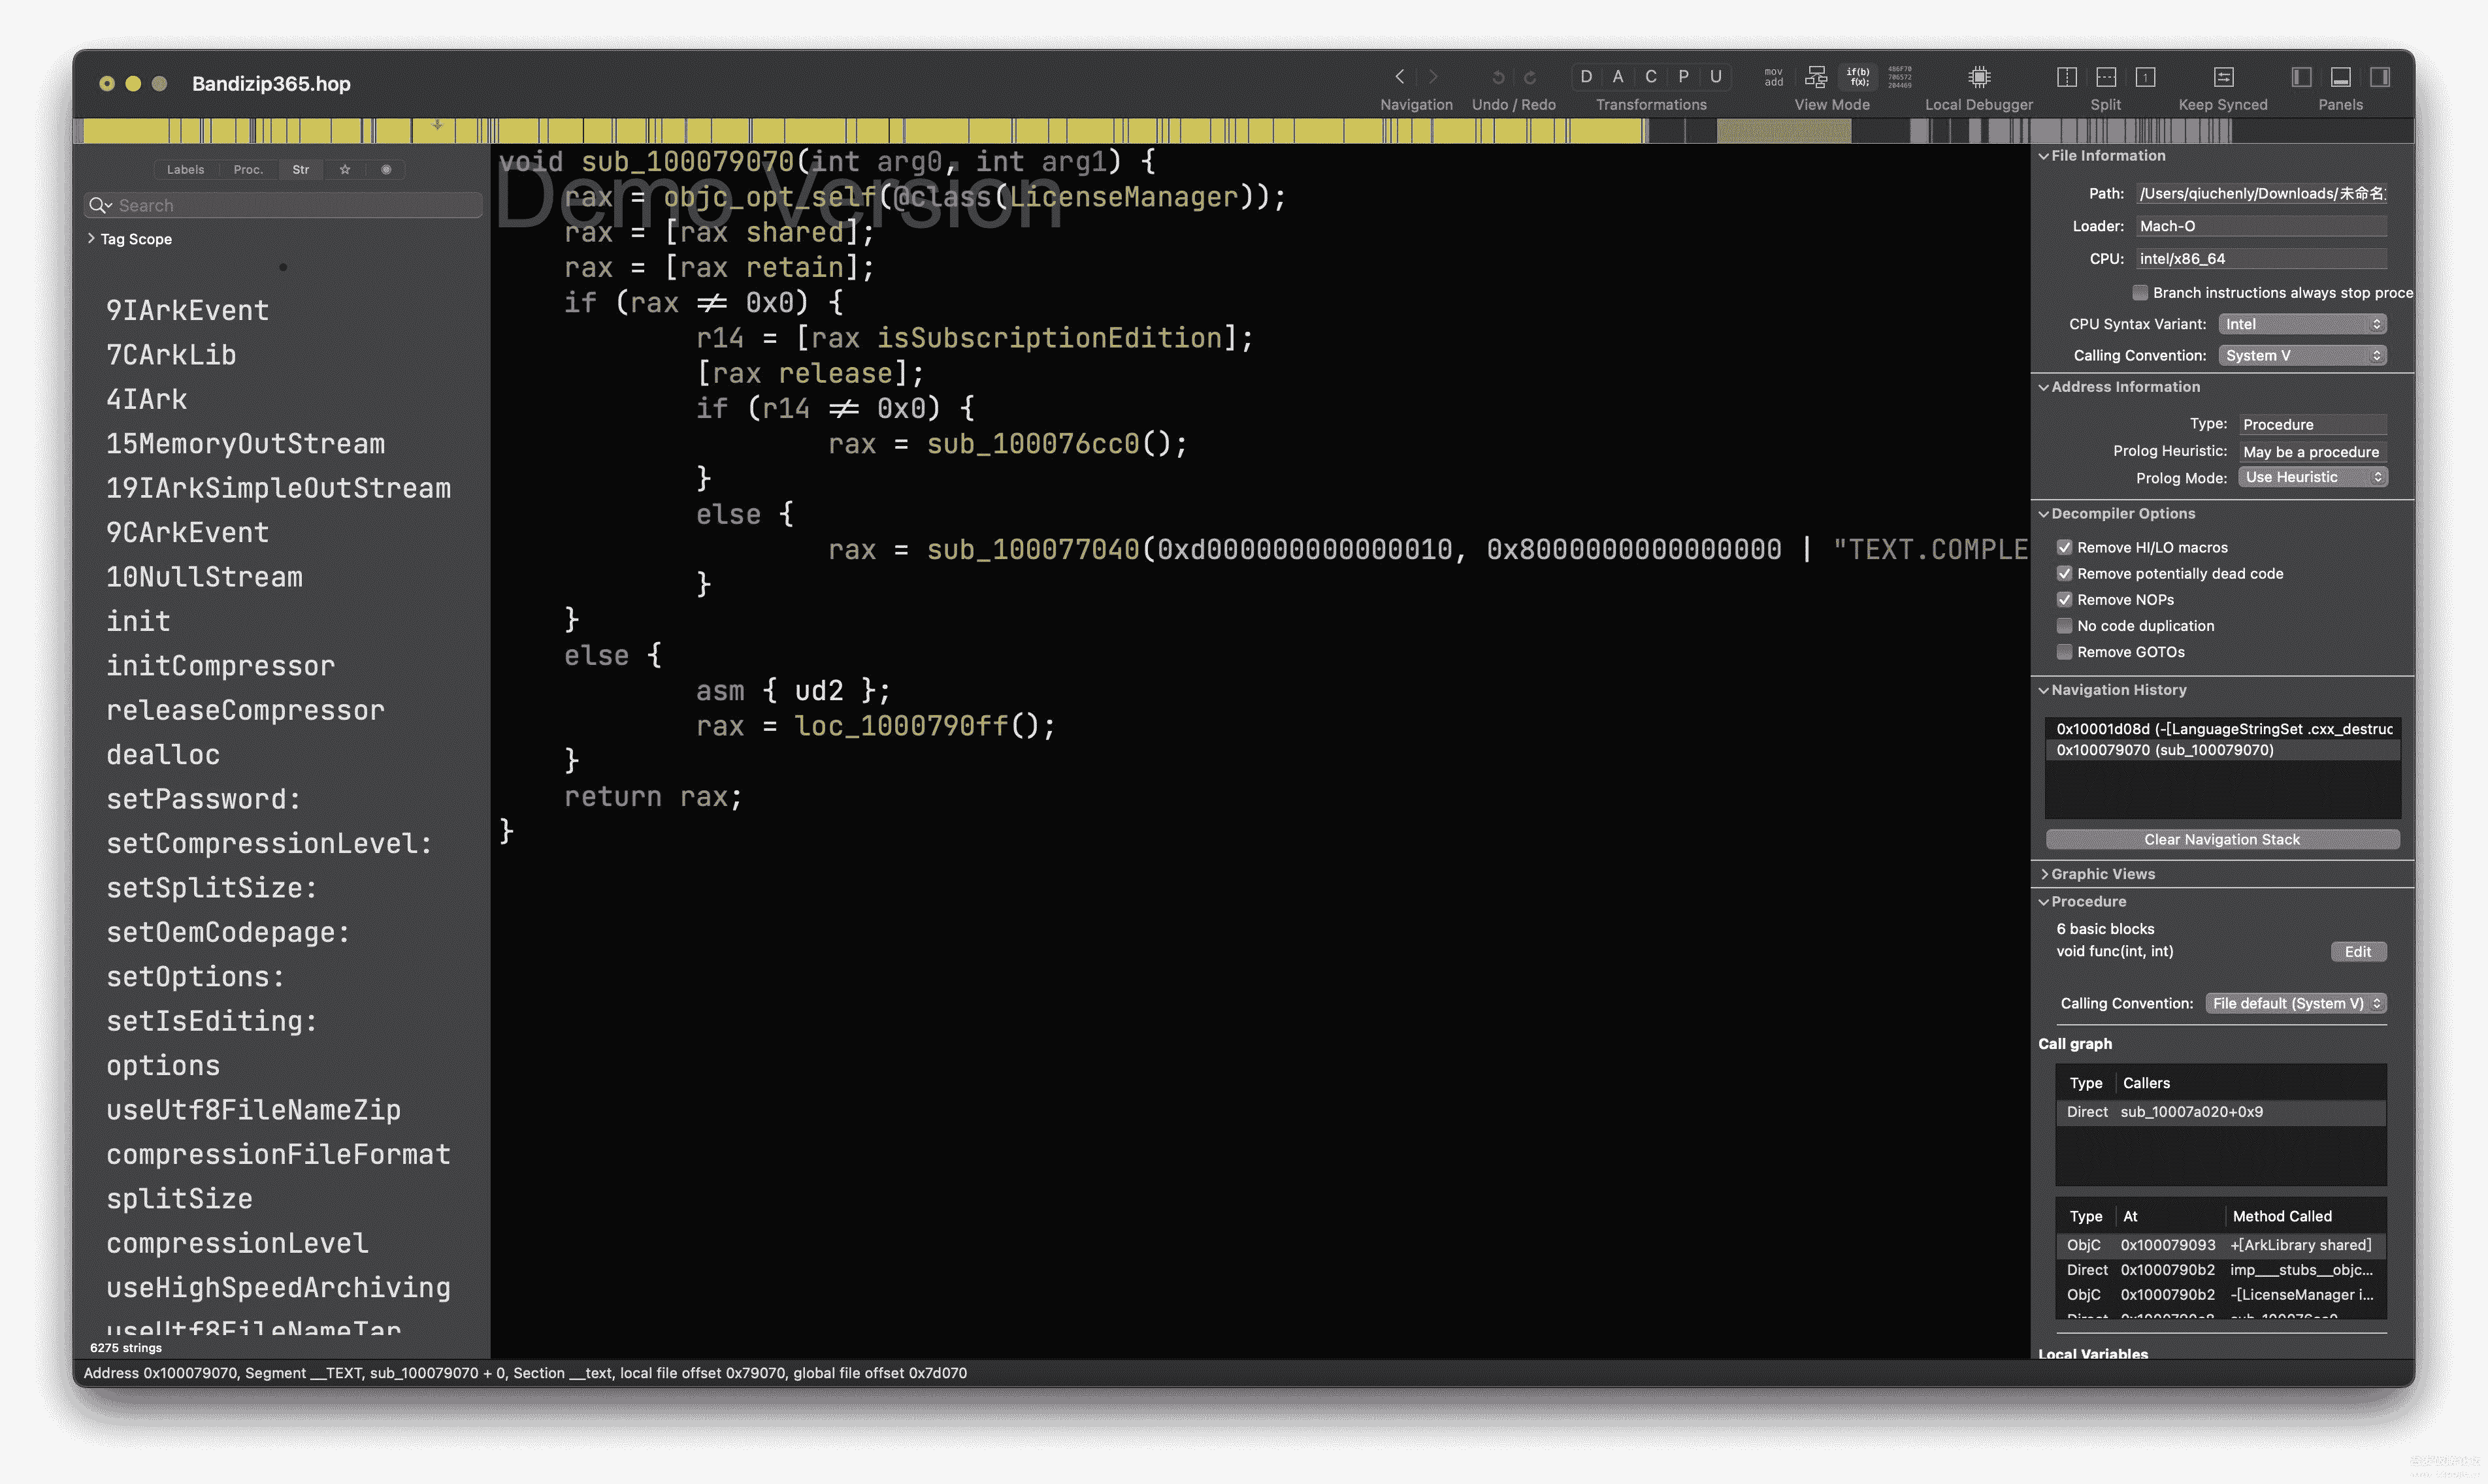 Bandizip365.hop
D A C P U
mov
add
if(b)
f(x);
486F70
706572
204469
Navigation Undo / Redo Transformations View Mode Local Debugger Split Keep Synced Panels
Labels Proc. Str
Search
Tag Scope
9IArkEvent
7CArkLib
4IArk
15MemoryOutStream
19IArkSimpleOutStream
9CArkEvent
10NullStream
init
initCompressor
releaseCompressor
dealloc
setPassword:
setCompressionLevel:
setSplitSize:
setOemCodepage:
setOptions:
setIsEditing:
options
useUtf8FileNameZip
compressionFileFormat
splitSize
compressionLevel
useHighSpeedArchiving
useUtf8FileNameTar
6275 strings
Demo Version
void sub_100079070(int arg0, int arg1) {
rax = objc_opt_self(@class(LicenseManager));
rax = [rax shared];
rax = [rax retain];
if (rax ≠ 0x0) {
r14 = [rax isSubscriptionEdition];
[rax release];
if (r14 ≠ 0x0) {
rax = sub_100076cc0();
}
else {
rax = sub_100077040(0xd000000000000010, 0x8000000000000000 | "TEXT.COMPLE
}
}
else {
asm { ud2 };
rax = loc_1000790ff();
}
return rax;
}
File Information
Path: /Users/qiuchenly/Downloads/未命名
Loader: Mach-O
CPU: intel/x86_64
Branch instructions always stop proce
CPU Syntax Variant: Intel
Calling Convention: System V
Address Information
Type: Procedure
Prolog Heuristic: May be a procedure
Prolog Mode: Use Heuristic
Decompiler Options
Remove HI/LO macros
Remove potentially dead code
Remove NOPs
No code duplication
Remove GOTOs
Navigation History
0x10001d08d (-[LanguageStringSet .cxx_destruc
0x100079070 (sub_100079070)
Clear Navigation Stack
Graphic Views
Procedure
6 basic blocks
void func(int, int)
Edit
Calling Convention: File default (System V)
Call graph
Type Callers
Direct sub_10007a020+0x9
Type At Method Called
ObjC 0x100079093 +[ArkLibrary shared]
Direct 0x1000790b2 imp___stubs__objc...
ObjC 0x1000790b2 -[LicenseManager i...
Local Variables
Address 0x100079070, Segment __TEXT, sub_100079070 + 0, Section __text, local file offset 0x79070, global file offset 0x7d070